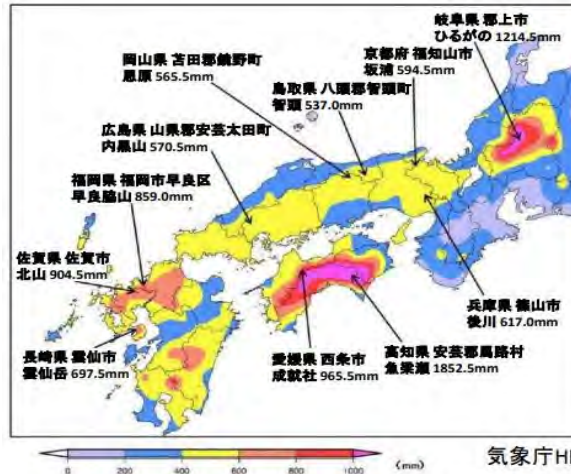 岐阜県 郡上市
ひるがの 1214.5mm
岡山県 苫田郡鏡野町
恩原 565.5mm
京都府 福知山市
坂浦 594.5mm
鳥取県 八頭郡智頭町
智頭 537.0mm
広島県 山県郡安芸太田町
内黒山 570.5mm
福岡県 福岡市早良区
早良脇山 859.0mm
佐賀県 佐賀市
北山 904.5mm
長崎県 雲仙市
雲仙岳 697.5mm
愛媛県 西条市
成就社 965.5mm
高知県 安芸郡馬路村
魚梁瀬 1852.5mm
兵庫県 篠山市
後川 617.0mm
0 200 400 600 800 1000 (mm)
気象庁HP